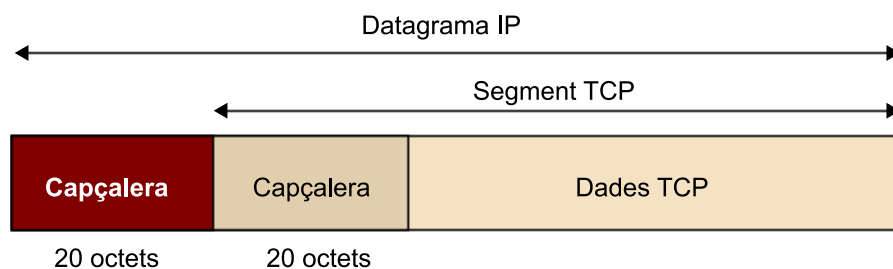 Datagrama IP
Segment TCP
Capçalera Capçalera Dades TCP
20 octets 20 octets